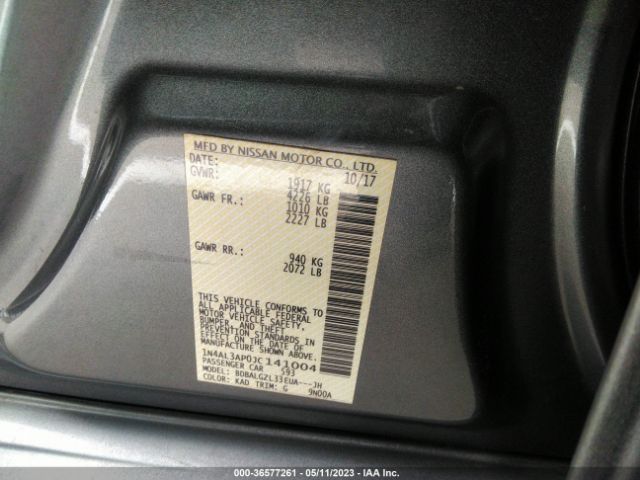 MFD BY NISSAN MOTOR CO., LTD.
DATE: 10/17
GVWR: 1917 KG
4226 LB
GAWR FR.: 1010 KG
2227 LB
GAWR RR.: 940 KG
2072 LB
THIS VEHICLE CONFORMS TO
ALL APPLICABLE FEDERAL
MOTOR VEHICLE SAFETY,
BUMPER, AND THEFT
PREVENTION STANDARDS IN
EFFECT ON THE DATE OF
MANUFACTURE SHOWN ABOVE.
1N4AL3AP0JC141004
PASSENGER CAR 593
MODEL: BDBALGZL33EUA---JH
COLOR: KAD TRIM: G 9N00A
000-36577261 - 05/11/2023 - IAA Inc.